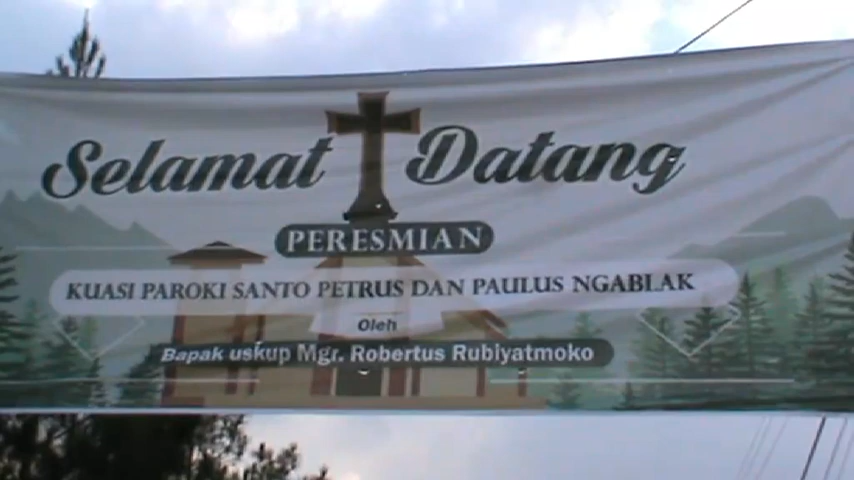 Selamat Datang
PERESMIAN
KUASI PAROKI SANTO PETRUS DAN PAULUS NGABLAK
Oleh
Bapak uskup Mgr. Robertus Rubiyatmoko